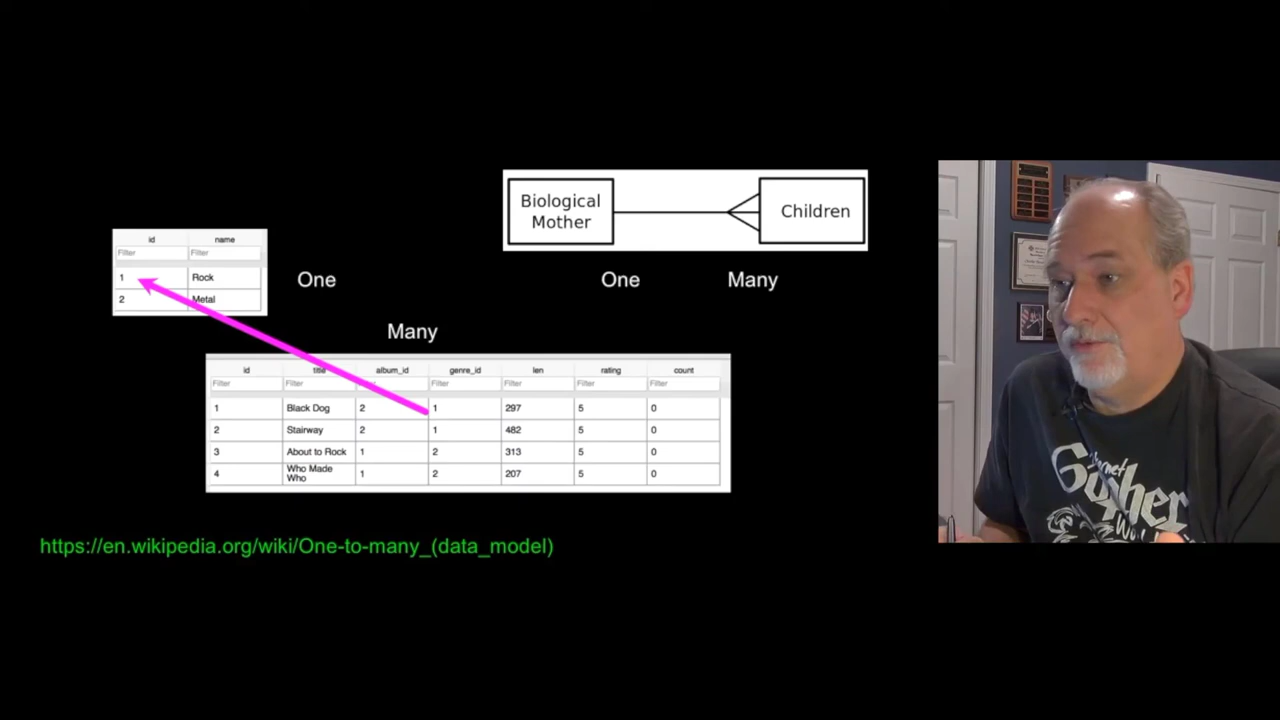 Biological
Mother
Children
One
Many
id name
Filter Filter
1 Rock
2 Metal
One
Many
id title album_id genre_id len rating count
Filter Filter Filter Filter Filter Filter
1 Black Dog 2 1 297 5 0
2 Stairway 2 1 482 5 0
3 About to Rock 1 2 313 5 0
4 Who Made
Who 1 2 207 5 0
https://en.wikipedia.org/wiki/One-to-many_(data_model)